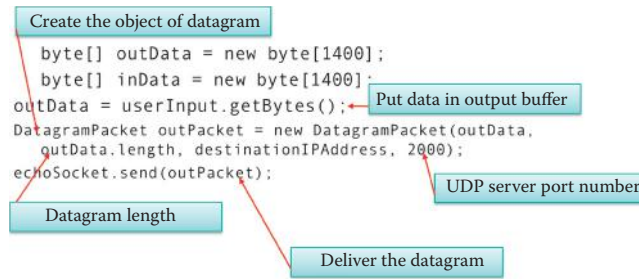 Create the object of datagram
byte[] outData = new byte[1400];
byte[] inData = new byte[1400];
outData = userInput.getBytes();
Put data in output buffer
DatagramPacket outPacket = new DatagramPacket(outData,
outData.length, destinationIPAddress, 2000);
echoSocket.send(outPacket);
UDP server port number
Datagram length
Deliver the datagram